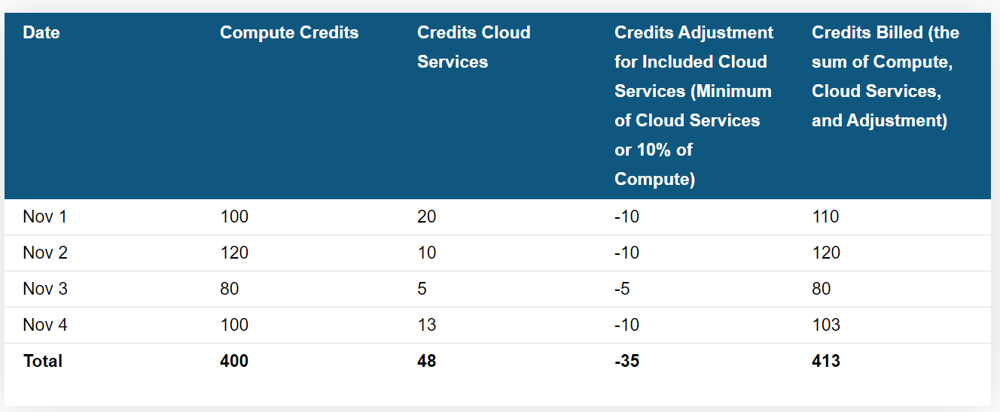 Date Compute Credits Credits Cloud Services Credits Adjustment for Included Cloud Services (Minimum of Cloud Services or 10% of Compute) Credits Billed (the sum of Compute, Cloud Services, and Adjustment)
Nov 1 100 20 -10 110
Nov 2 120 10 -10 120
Nov 3 80 5 -5 80
Nov 4 100 13 -10 103
Total 400 48 -35 413